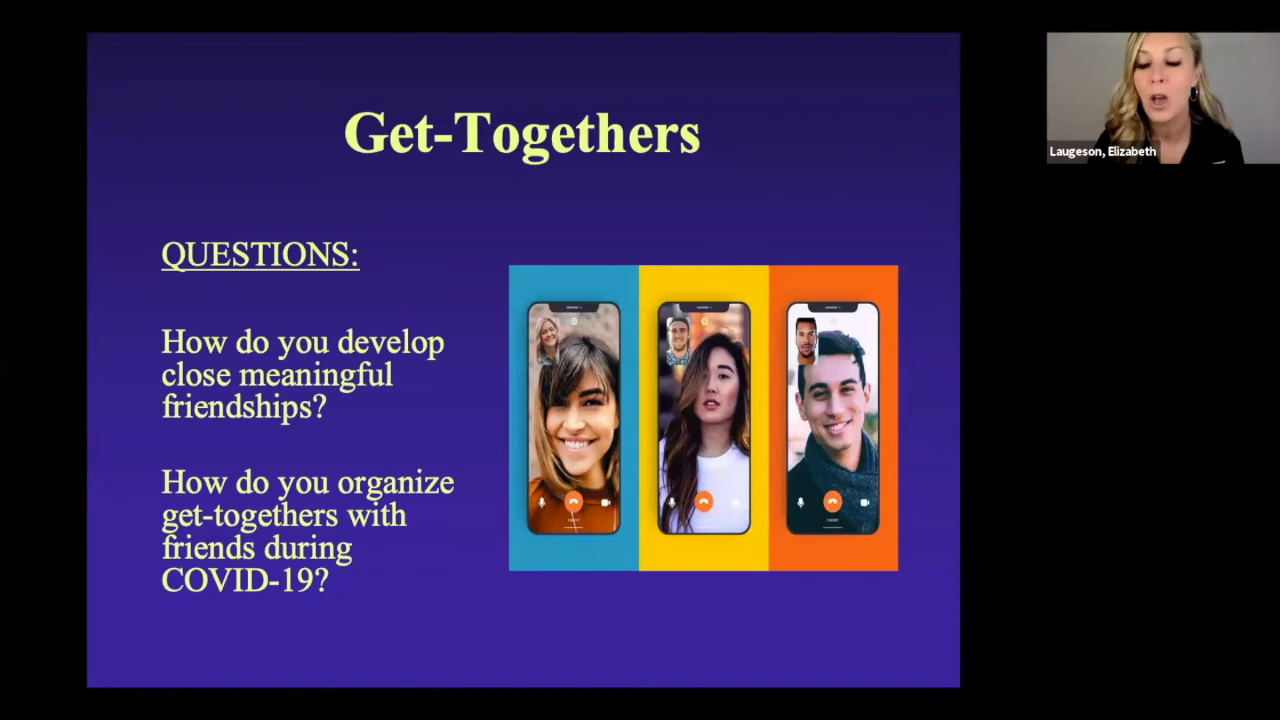 Get-Togethers
QUESTIONS:
How do you develop
close meaningful
friendships?
How do you organize
get-togethers with
friends during
COVID-19?
Laugeson, Elizabeth